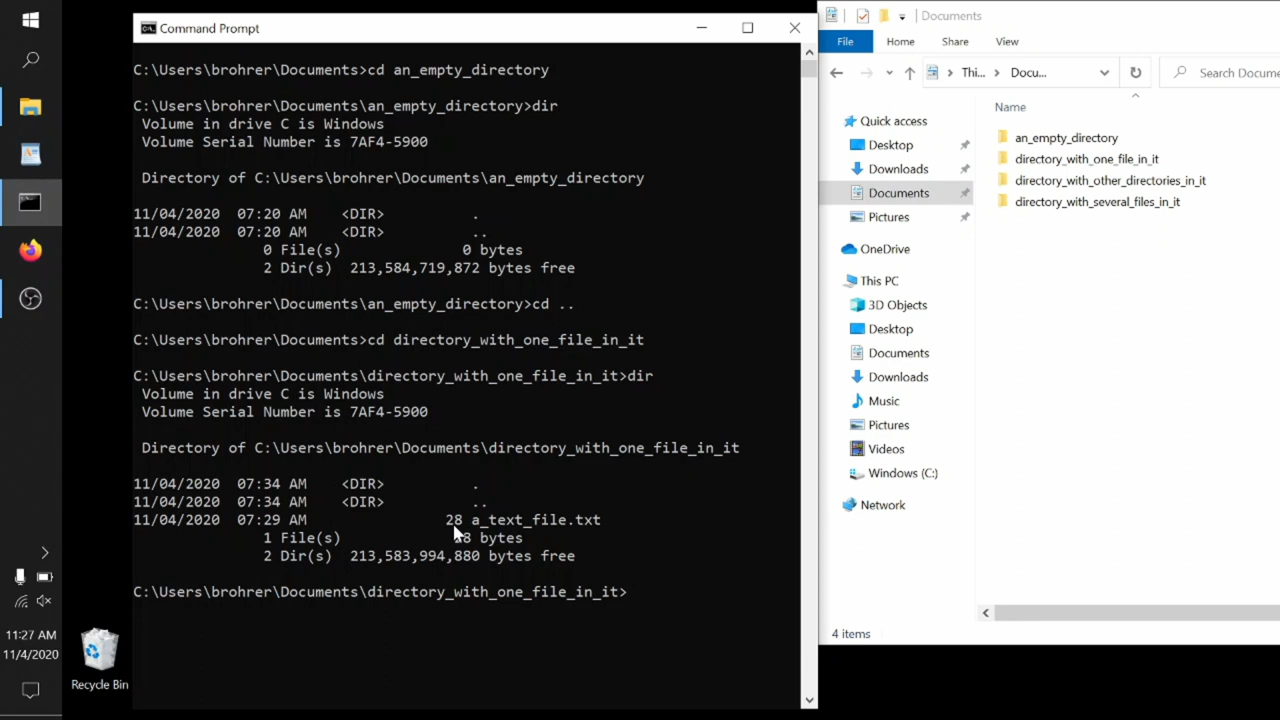 Command Prompt
C:\Users\brohrer\Documents>cd an_empty_directory
C:\Users\brohrer\Documents\an_empty_directory>dir
Volume in drive C is Windows
Volume Serial Number is 7AF4-5900
Directory of C:\Users\brohrer\Documents\an_empty_directory
11/04/2020 07:20 AM <DIR> .
11/04/2020 07:20 AM <DIR> ..
0 File(s) 0 bytes
2 Dir(s) 213,584,719,872 bytes free
C:\Users\brohrer\Documents\an_empty_directory>cd ..
C:\Users\brohrer\Documents>cd directory_with_one_file_in_it
C:\Users\brohrer\Documents\directory_with_one_file_in_it>dir
Volume in drive C is Windows
Volume Serial Number is 7AF4-5900
Directory of C:\Users\brohrer\Documents\directory_with_one_file_in_it
11/04/2020 07:34 AM <DIR> .
11/04/2020 07:34 AM <DIR> ..
11/04/2020 07:29 AM 28 a_text_file.txt
1 File(s) 28 bytes
2 Dir(s) 213,583,994,880 bytes free
C:\Users\brohrer\Documents\directory_with_one_file_in_it>
Documents
File Home Share View
Thi... Docu... Search Docume
Name
Quick access
Desktop
Downloads
Documents
Pictures
OneDrive
This PC
3D Objects
Desktop
Documents
Downloads
Music
Pictures
Videos
Windows (C:)
Network
an_empty_directory
directory_with_one_file_in_it
directory_with_other_directories_in_it
directory_with_several_files_in_it
4 items
11:27 AM
11/4/2020
Recycle Bin